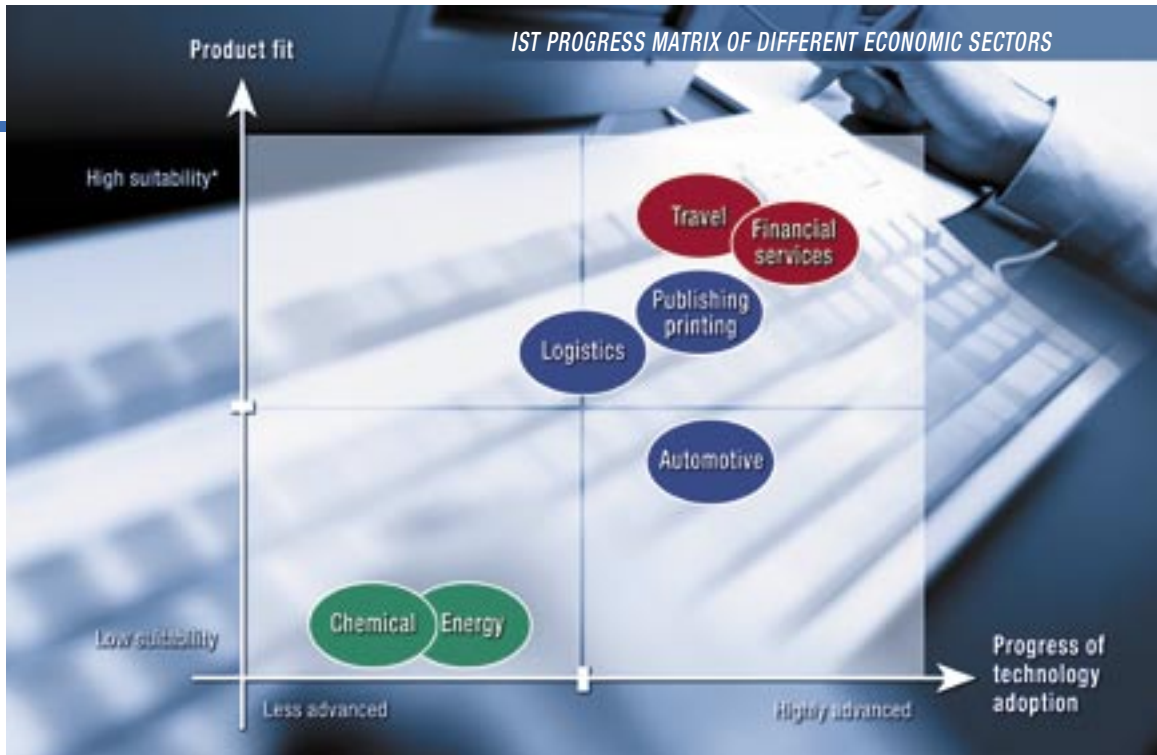 IST PROGRESS MATRIX OF DIFFERENT ECONOMIC SECTORS
Product fit
High suitability*
Travel
Financial
services
Publishing
printing
Logistics
Automotive
Chemical
Energy
Low suitability
Progress of
technology
adoption
Less advanced
Highly advanced